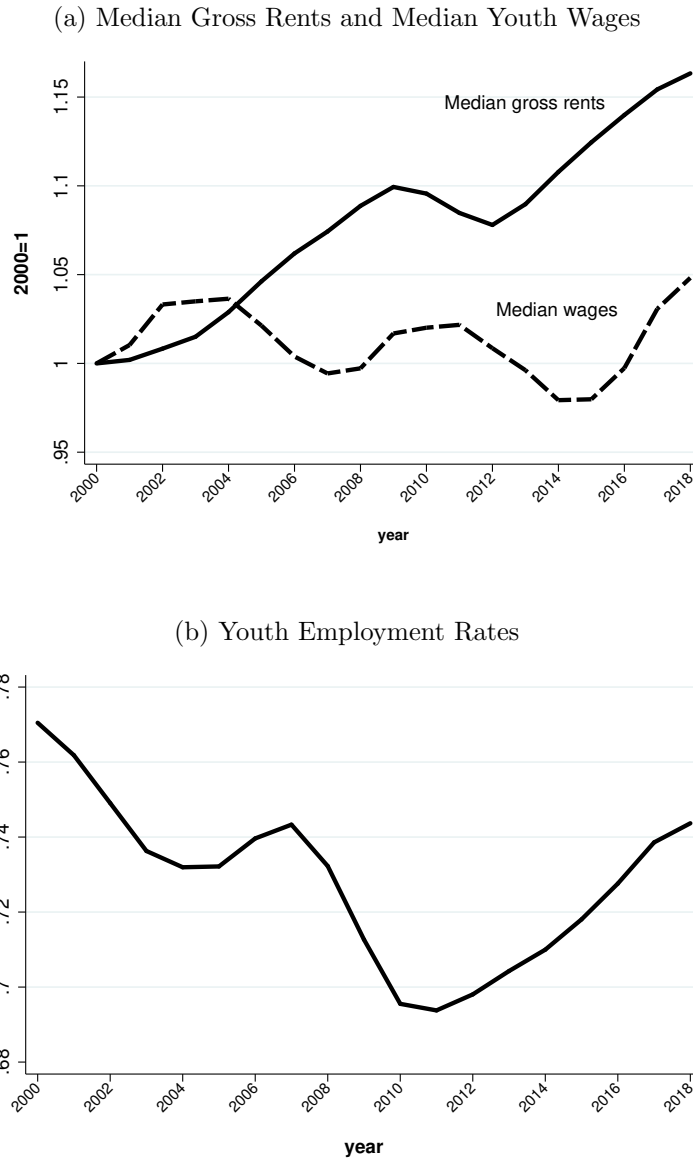 (a) Median Gross Rents and Median Youth Wages
1.15
Median gross rents
1.1
2000=1
1.05
Median wages
1
.95
2000 2002 2004 2006 2008 2010 2012 2014 2016 2018
year
(b) Youth Employment Rates
.78
.76
.74
.72
.7
.68
2000 2002 2004 2006 2008 2010 2012 2014 2016 2018
year